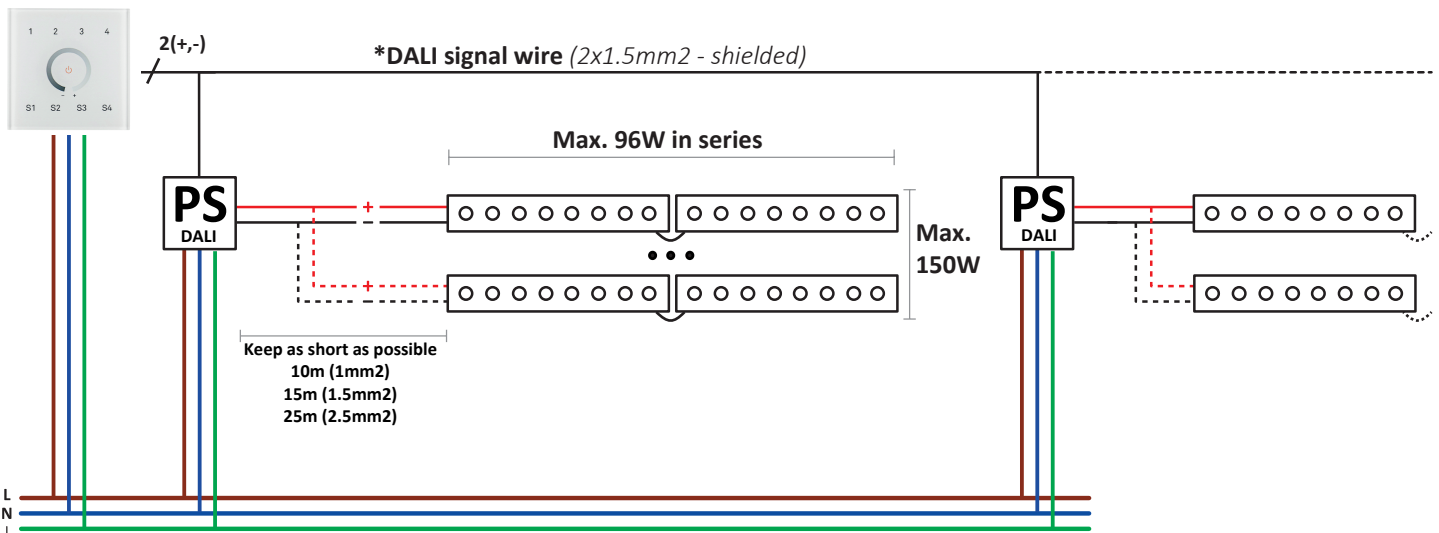 1 2 3 4
- +
S1 S2 S3 S4
2(+,-)
*DALI signal wire (2x1.5mm2 - shielded)
Max. 96W in series
PS
DALI
+
-
+
-
Max.
150W
PS
DALI
Keep as short as possible
10m (1mm2)
15m (1.5mm2)
25m (2.5mm2)
L
N